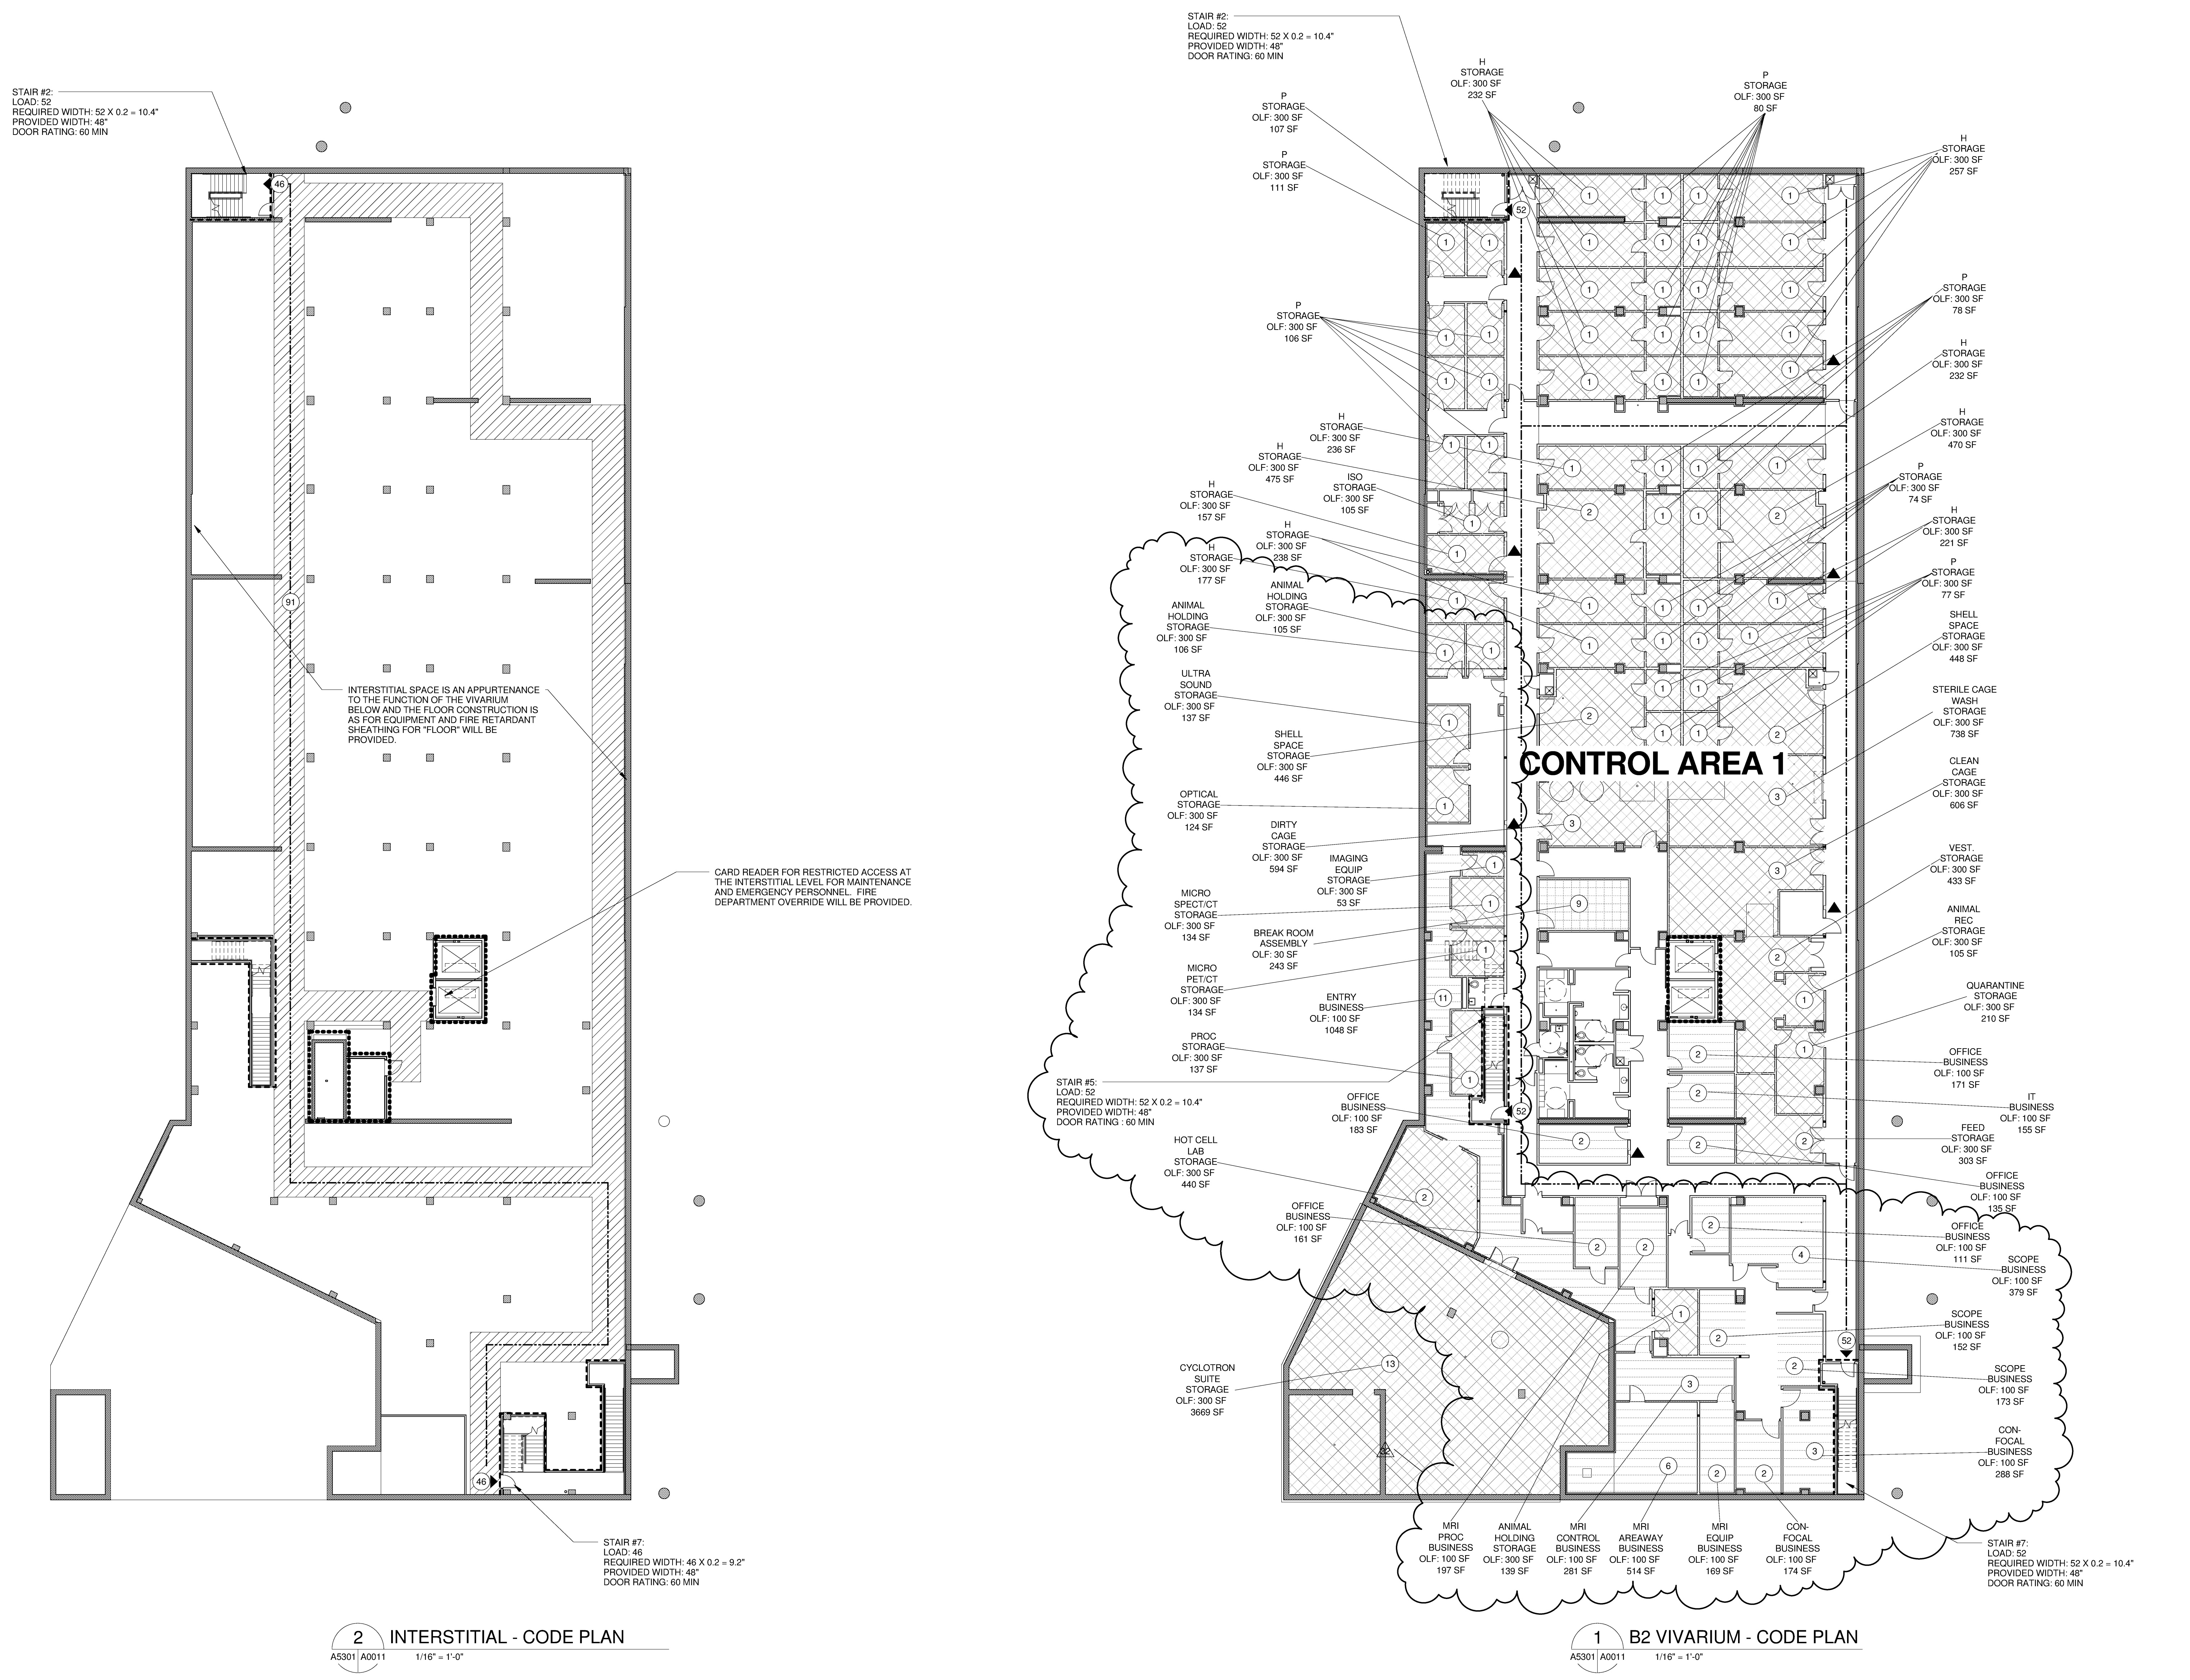 STAIR #2:
LOAD: 52
REQUIRED WIDTH: 52 X 0.2 = 10.4"
PROVIDED WIDTH: 48"
DOOR RATING: 60 MIN
46
91
INTERSTITIAL SPACE IS AN APPURTENANCE
TO THE FUNCTION OF THE VIVARIUM
BELOW AND THE FLOOR CONSTRUCTION IS
AS FOR EQUIPMENT AND FIRE RETARDANT
SHEATHING FOR "FLOOR" WILL BE
PROVIDED.
CARD READER FOR RESTRICTED ACCESS AT
THE INTERSTITIAL LEVEL FOR MAINTENANCE
AND EMERGENCY PERSONNEL. FIRE
DEPARTMENT OVERRIDE WILL BE PROVIDED.
46
STAIR #7:
LOAD: 46
REQUIRED WIDTH: 46 X 0.2 = 9.2"
PROVIDED WIDTH: 48"
DOOR RATING: 60 MIN
2
INTERSTITIAL - CODE PLAN
A5301 A0011
1/16" = 1'-0"
STAIR #2:
LOAD: 52
REQUIRED WIDTH: 52 X 0.2 = 10.4"
PROVIDED WIDTH: 48"
DOOR RATING: 60 MIN
H
STORAGE
OLF: 300 SF
232 SF
P
STORAGE
OLF: 300 SF
80 SF
P
STORAGE
OLF: 300 SF
107 SF
P
STORAGE
OLF: 300 SF
111 SF
P
STORAGE
OLF: 300 SF
106 SF
H
STORAGE
OLF: 300 SF
236 SF
H
STORAGE
OLF: 300 SF
475 SF
ISO
STORAGE
OLF: 300 SF
105 SF
H
STORAGE
OLF: 300 SF
157 SF
H
STORAGE
OLF: 300 SF
238 SF
H
STORAGE
OLF: 300 SF
177 SF
ANIMAL
HOLDING
STORAGE
OLF: 300 SF
105 SF
ANIMAL
HOLDING
STORAGE
OLF: 300 SF
106 SF
ULTRA
SOUND
STORAGE
OLF: 300 SF
137 SF
SHELL
SPACE
STORAGE
OLF: 300 SF
446 SF
OPTICAL
STORAGE
OLF: 300 SF
124 SF
DIRTY
CAGE
STORAGE
OLF: 300 SF
594 SF
IMAGING
EQUIP
STORAGE
OLF: 300 SF
53 SF
MICRO
SPECT/CT
STORAGE
OLF: 300 SF
134 SF
BREAK ROOM
ASSEMBLY
OLF: 30 SF
243 SF
MICRO
PET/CT
STORAGE
OLF: 300 SF
134 SF
ENTRY
BUSINESS
OLF: 100 SF
1048 SF
PROC
STORAGE
OLF: 300 SF
137 SF
STAIR #5:
LOAD: 52
REQUIRED WIDTH: 52 X 0.2 = 10.4"
PROVIDED WIDTH: 48"
DOOR RATING : 60 MIN
OFFICE
BUSINESS
OLF: 100 SF
183 SF
HOT CELL
LAB
STORAGE
OLF: 300 SF
440 SF
OFFICE
BUSINESS
OLF: 100 SF
161 SF
CYCLOTRON
SUITE
STORAGE
OLF: 300 SF
3669 SF
CONTROL AREA 1
52
9
11
52
13
32
52
H
STORAGE
OLF: 300 SF
257 SF
P
STORAGE
OLF: 300 SF
78 SF
H
STORAGE
OLF: 300 SF
232 SF
H
STORAGE
OLF: 300 SF
470 SF
P
STORAGE
OLF: 300 SF
74 SF
H
STORAGE
OLF: 300 SF
221 SF
P
STORAGE
OLF: 300 SF
77 SF
SHELL
SPACE
STORAGE
OLF: 300 SF
448 SF
STERILE CAGE
WASH
STORAGE
OLF: 300 SF
738 SF
CLEAN
CAGE
STORAGE
OLF: 300 SF
606 SF
VEST.
STORAGE
OLF: 300 SF
433 SF
ANIMAL
REC
STORAGE
OLF: 300 SF
105 SF
QUARANTINE
STORAGE
OLF: 300 SF
210 SF
OFFICE
BUSINESS
OLF: 100 SF
171 SF
IT
BUSINESS
OLF: 100 SF
155 SF
FEED
STORAGE
OLF: 300 SF
303 SF
OFFICE
BUSINESS
OLF: 100 SF
135 SF
OFFICE
BUSINESS
OLF: 100 SF
111 SF
SCOPE
BUSINESS
OLF: 100 SF
379 SF
SCOPE
BUSINESS
OLF: 100 SF
152 SF
SCOPE
BUSINESS
OLF: 100 SF
173 SF
CON-
FOCAL
BUSINESS
OLF: 100 SF
288 SF
MRI
PROC
BUSINESS
OLF: 100 SF
197 SF
ANIMAL
HOLDING
STORAGE
OLF: 300 SF
139 SF
MRI
CONTROL
BUSINESS
OLF: 100 SF
281 SF
MRI
AREAWAY
BUSINESS
OLF: 100 SF
514 SF
MRI
EQUIP
BUSINESS
OLF: 100 SF
169 SF
CON-
FOCAL
BUSINESS
OLF: 100 SF
174 SF
STAIR #7:
LOAD: 52
REQUIRED WIDTH: 52 X 0.2 = 10.4"
PROVIDED WIDTH: 48"
DOOR RATING: 60 MIN
1
B2 VIVARIUM - CODE PLAN
A5301 A0011
1/16" = 1'-0"